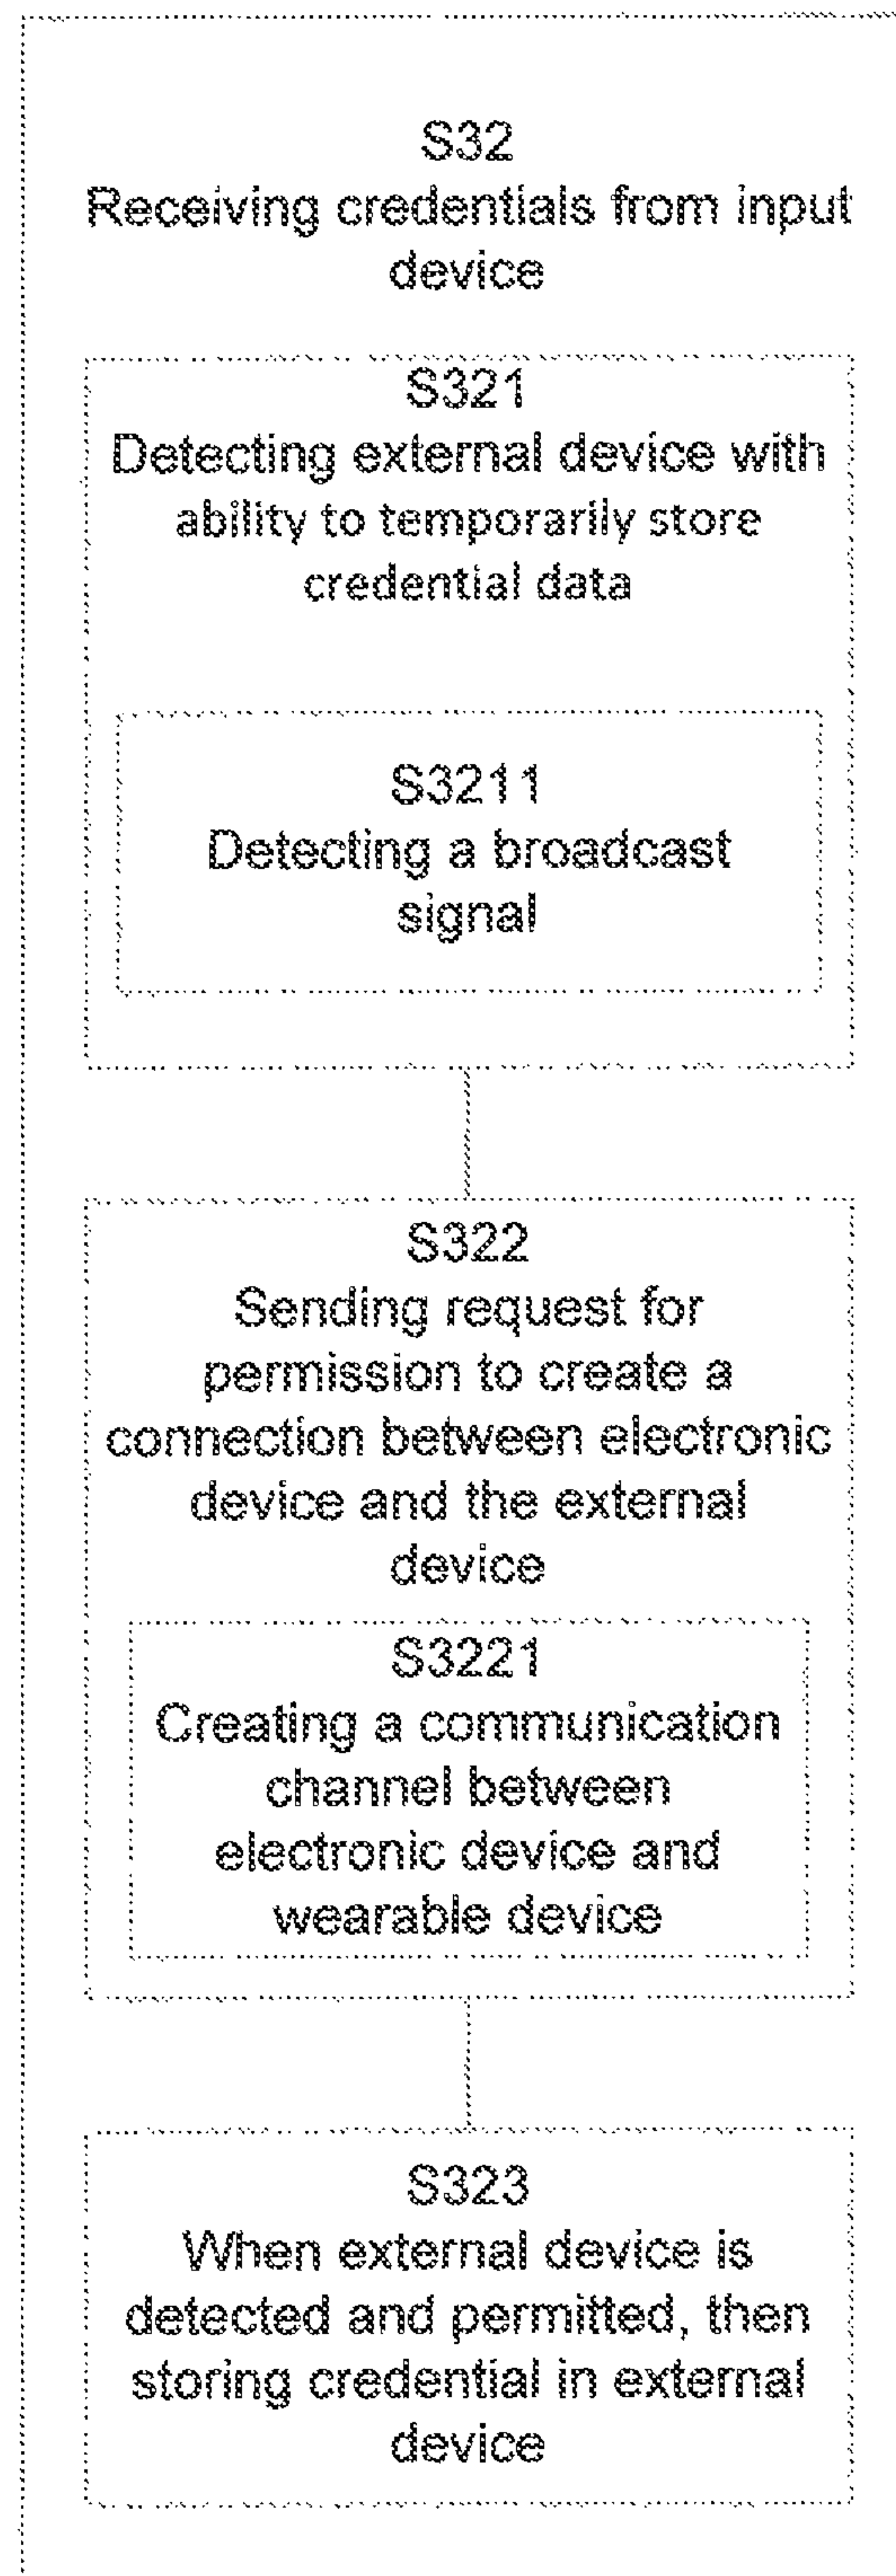 S32
Receiving credentials from input
device
S321
Detecting external device with
ability to temporarily store
credential data
S3211
Detecting a broadcast
signal
S322
Sending request for
permission to create a
connection between electronic
device and the external
device
S3221
Creating a communication
channel between
electronic device and
wearable device
S323
When external device is
detected and permitted, then
storing credential in external
device